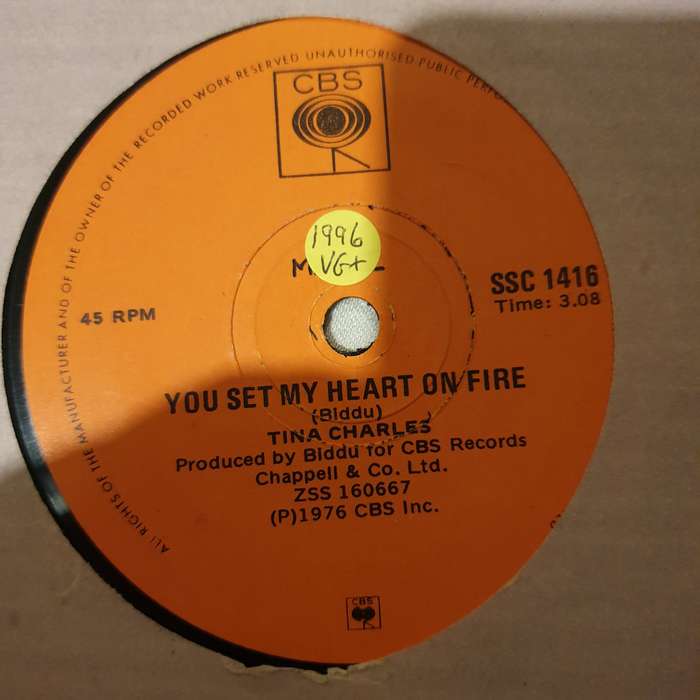 ALL RIGHTS OF THE MANUFACTURER AND OF THE OWNER OF THE RECORDED WORK RESERVED UNAUTHORISED PUBLIC
CBS
1996
VG+
SSC 1416
Time: 3.08
45 RPM
YOU SET MY HEART ON FIRE
(Biddu)
TINA CHARLES
Produced by Biddu for CBS Records
Chappell & Co. Ltd.
ZSS 160667
(P)1976 CBS Inc.
CBS